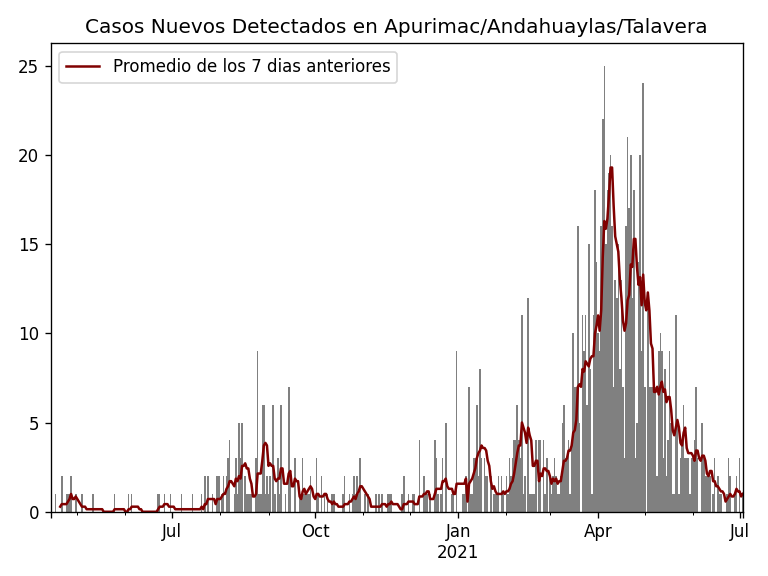 Casos Nuevos Detectados en Apurimac/Andahuaylas/Talavera
Promedio de los 7 dias anteriores
25
20
15
10
5
0
Jul
Oct
Jan
2021
Apr
Jul